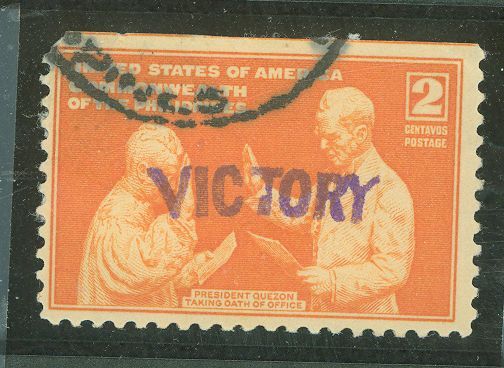 UNITED STATES OF AMERICA
COMMONWEALTH
OF THE PHILIPPINES
2
CENTAVOS
POSTAGE
VICTORY
PRESIDENT QUEZON
TAKING OATH OF OFFICE